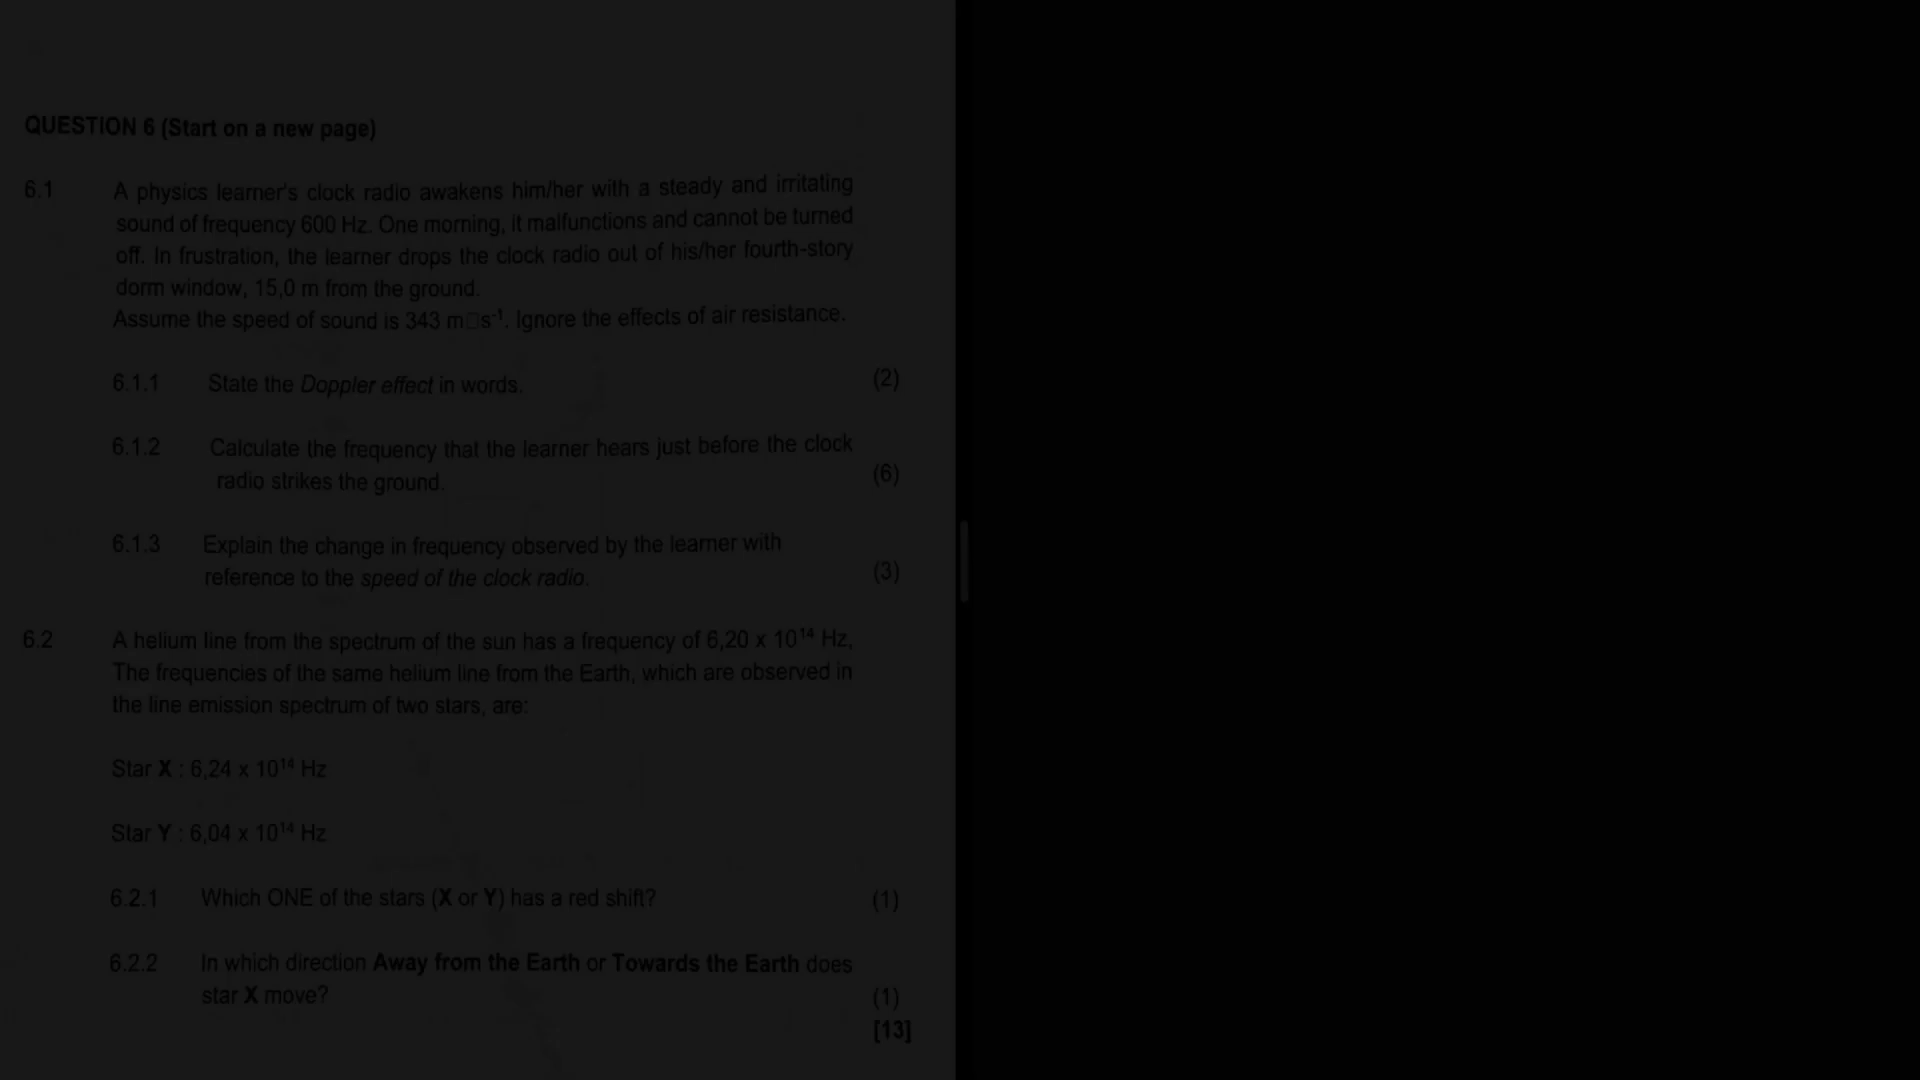 QUESTION 6 (Start on a new page)
6.1 A physics learner's clock radio awakens him/her with a steady and irritating
sound of frequency 600 Hz. One morning, it malfunctions and cannot be turned
off. In frustration, the learner drops the clock radio out of his/her fourth-story
dorm window, 15,0 m from the ground.
Assume the speed of sound is 343 m□s⁻¹. Ignore the effects of air resistance.
6.1.1 State the Doppler effect in words. (2)
6.1.2 Calculate the frequency that the learner hears just before the clock
radio strikes the ground. (6)
6.1.3 Explain the change in frequency observed by the learner with
reference to the speed of the clock radio. (3)
6.2 A helium line from the spectrum of the sun has a frequency of 6,20 x 10¹⁴ Hz,
The frequencies of the same helium line from the Earth, which are observed in
the line emission spectrum of two stars, are:
Star X : 6,24 x 10¹⁴ Hz
Star Y : 6,04 x 10¹⁴ Hz
6.2.1 Which ONE of the stars (X or Y) has a red shift? (1)
6.2.2 In which direction Away from the Earth or Towards the Earth does
star X move? (1)
[13]